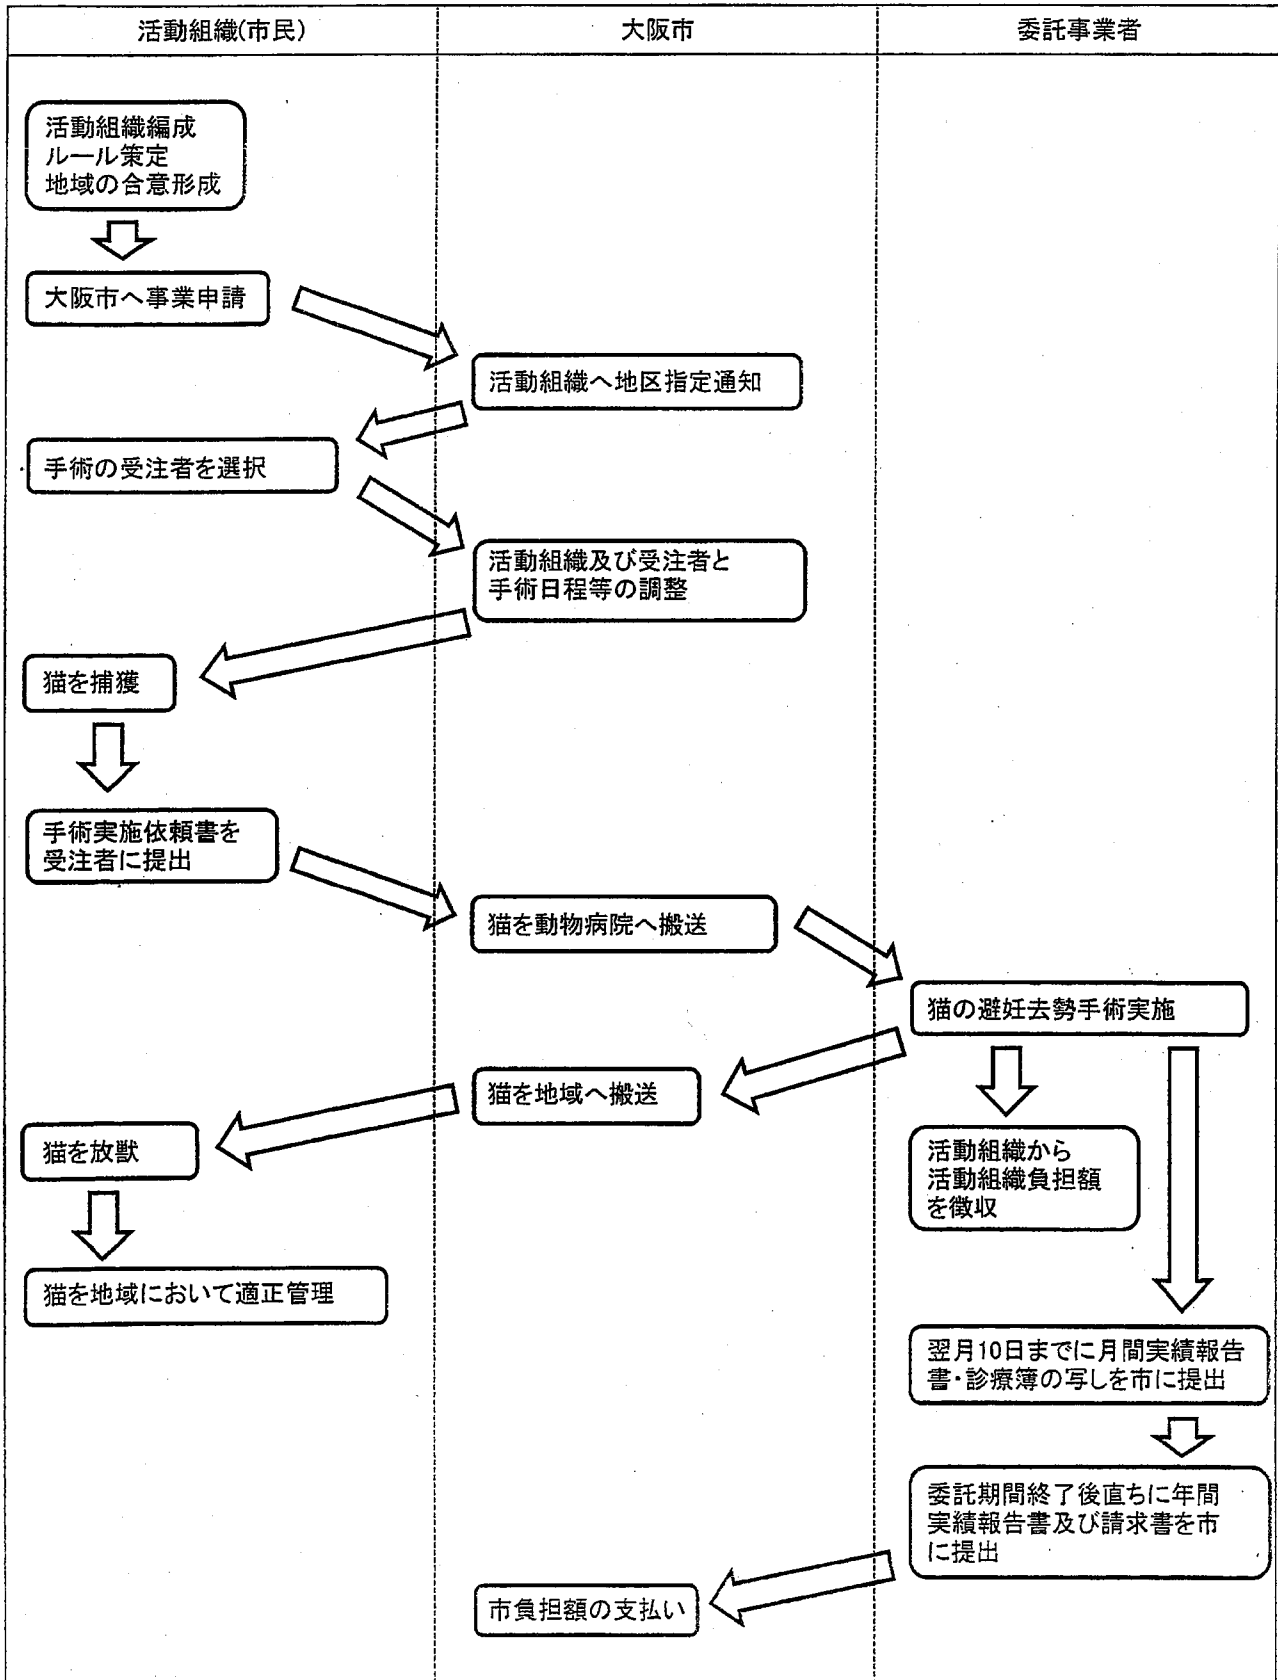 活動組織(市民)
大阪市
委託事業者
活動組織編成
ルール策定
地域の合意形成
大阪市へ事業申請
活動組織へ地区指定通知
手術の受注者を選択
活動組織及び受注者と
手術日程等の調整
猫を捕獲
手術実施依頼書を
受注者に提出
猫を動物病院へ搬送
猫の避妊去勢手術実施
猫を地域へ搬送
猫を放獣
活動組織から
活動組織負担額
を徴収
猫を地域において適正管理
翌月10日までに月間実績報告
書・診療簿の写しを市に提出
委託期間終了後直ちに年間
実績報告書及び請求書を市
に提出
市負担額の支払い